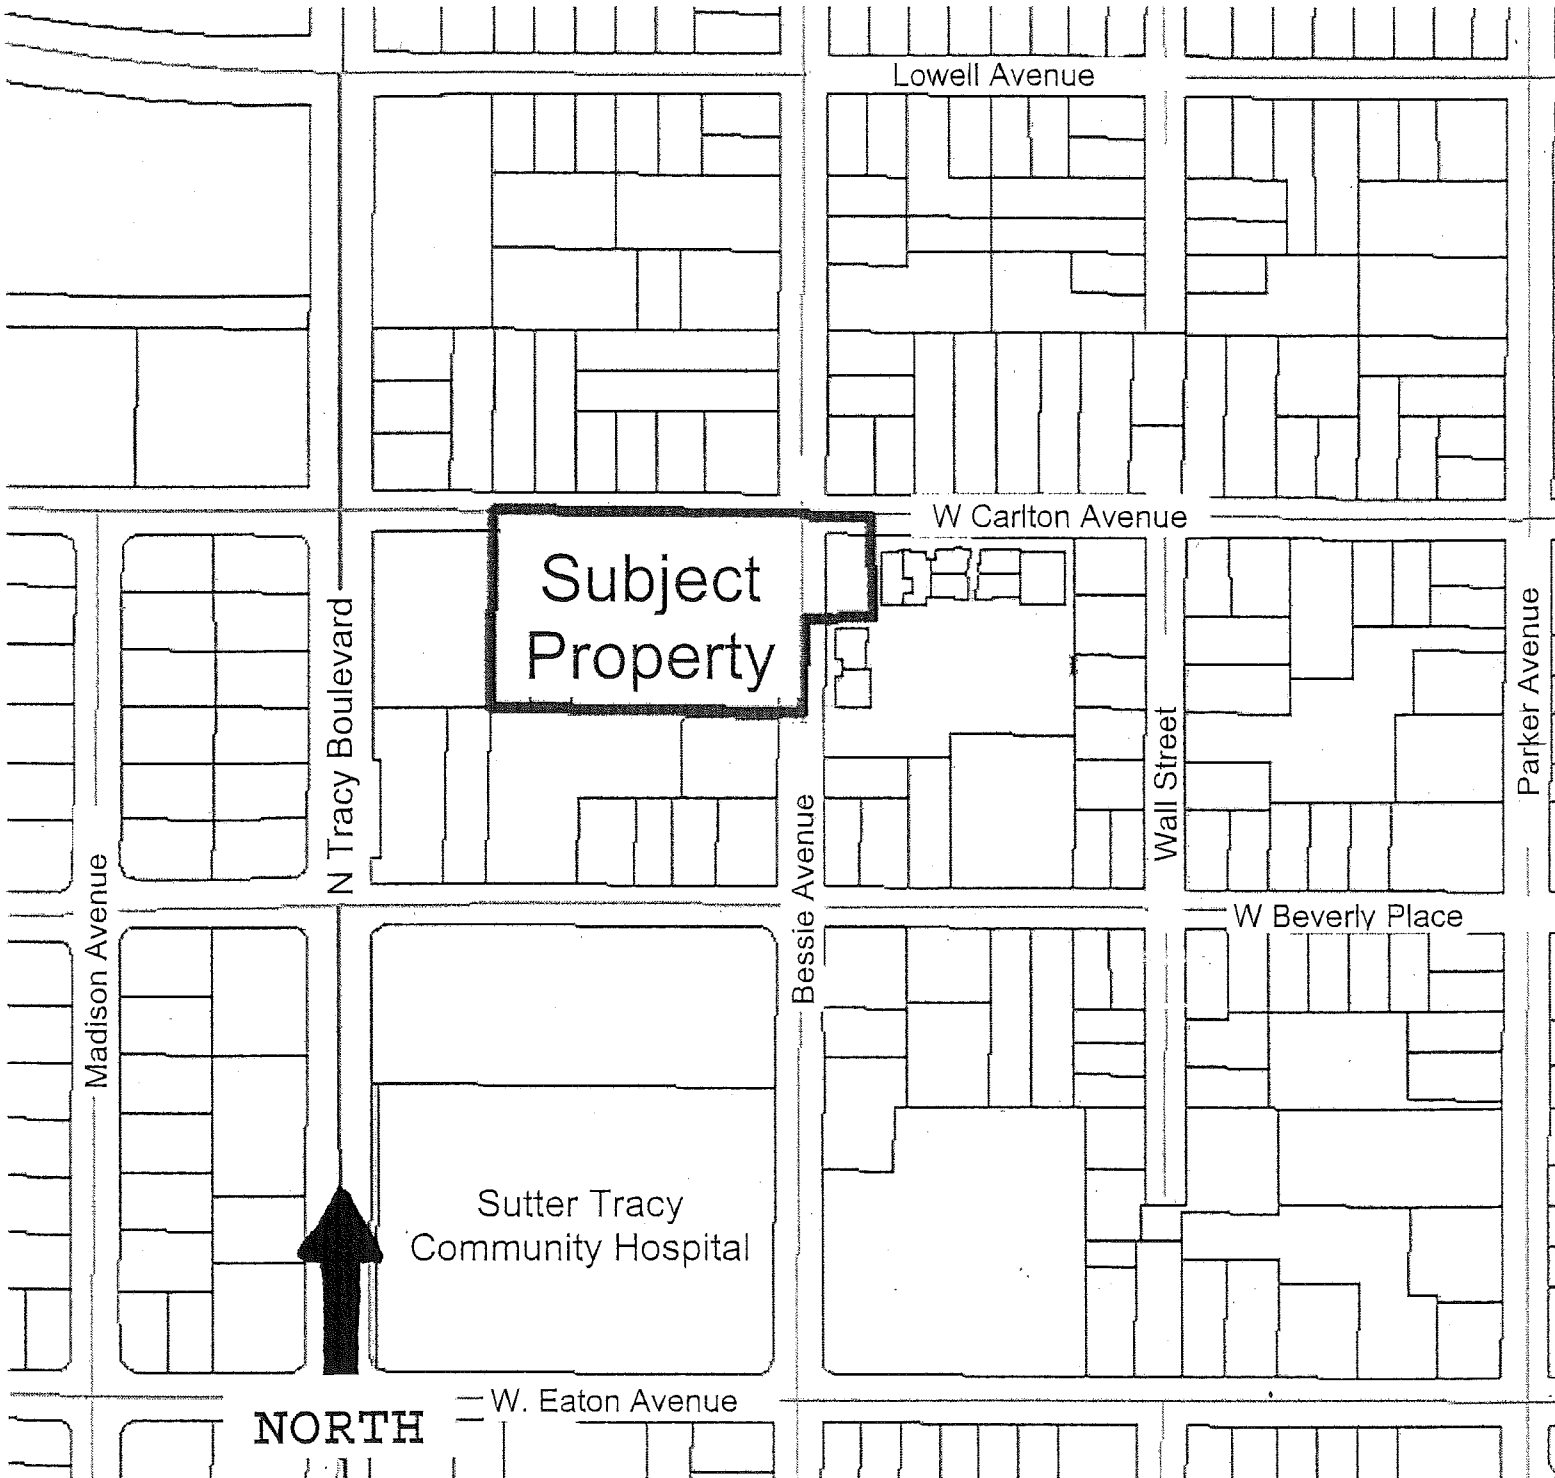 Lowell Avenue
W Carlton Avenue
Subject
Property
N Tracy Boulevard
Parker Avenue
Wall Street
Bessie Avenue
Madison Avenue
W Beverly Place
Sutter Tracy
Community Hospital
W. Eaton Avenue
NORTH